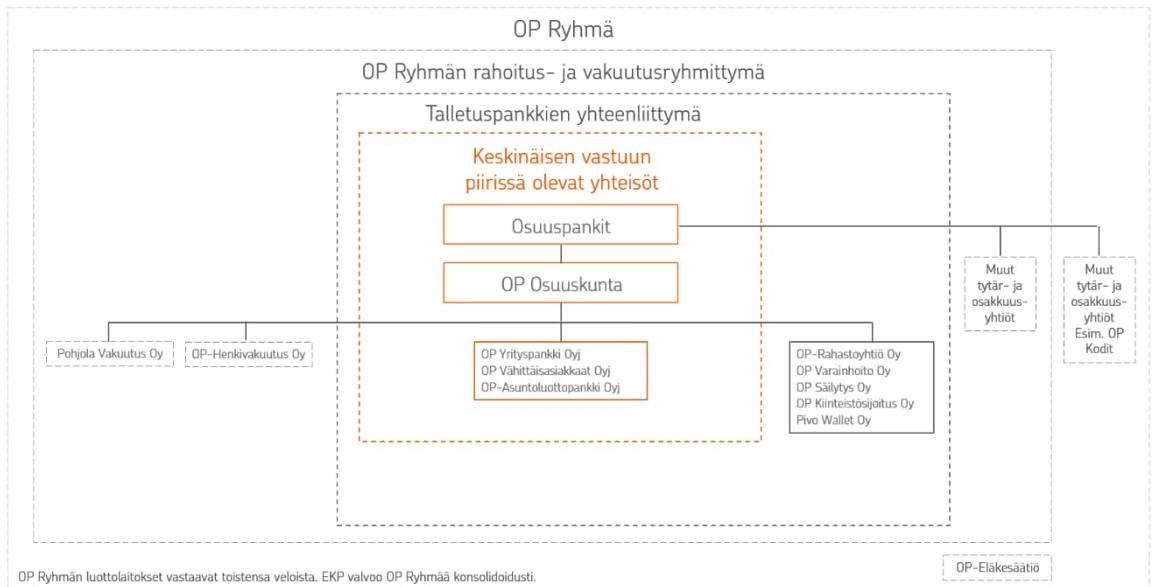 OP Ryhmä
OP Ryhmän rahoitus- ja vakuutusryhmittymä
Talletuspankkien yhteenliittymä
Keskinäisen vastuun
piirissä olevat yhteisöt
Osuuspankit
OP Osuuskunta
Muut
tytär- ja
osakkuus-
yhtiöt
Muut
tytär- ja
osakkuus-
yhtiöt
Esim. OP
Kodit
Pohjola Vakuutus Oy
OP-Henkivakuutus Oy
OP Yrityspankki Oyj
OP Vähittäisasiakkaat Oyj
OP-Asuntoluottopankki Oyj
OP-Rahastoyhtiö Oy
OP Varainhoito Oy
OP Säilytys Oy
OP Kiinteistösijoitus Oy
Pivo Wallet Oy
OP-Eläkesäätiö
OP Ryhmän luottolaitokset vastaavat toistensa veloista. EKP valvoo OP Ryhmää konsolidoidusti.